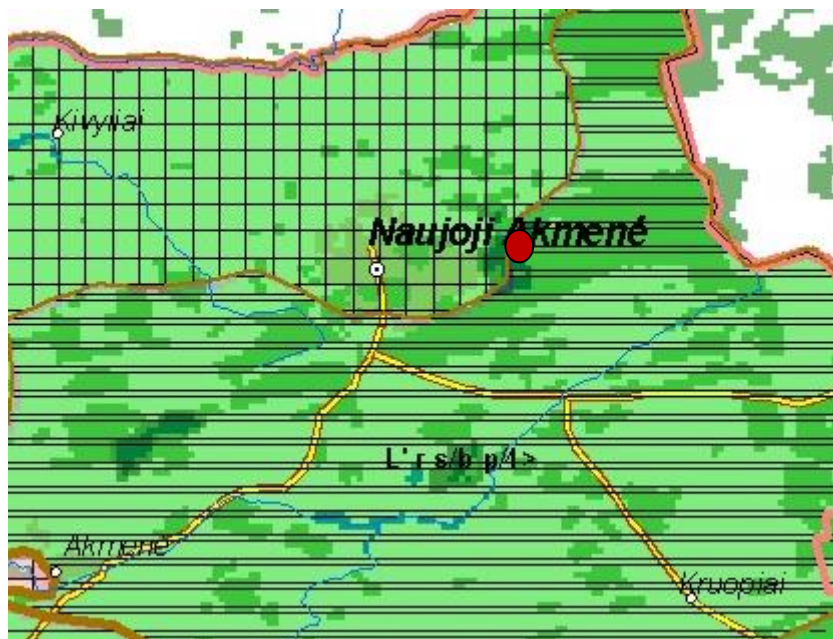 Kivyliai
Naujoji Akmenė
L' r s/b p/l >
Akmenė
Kruopiai